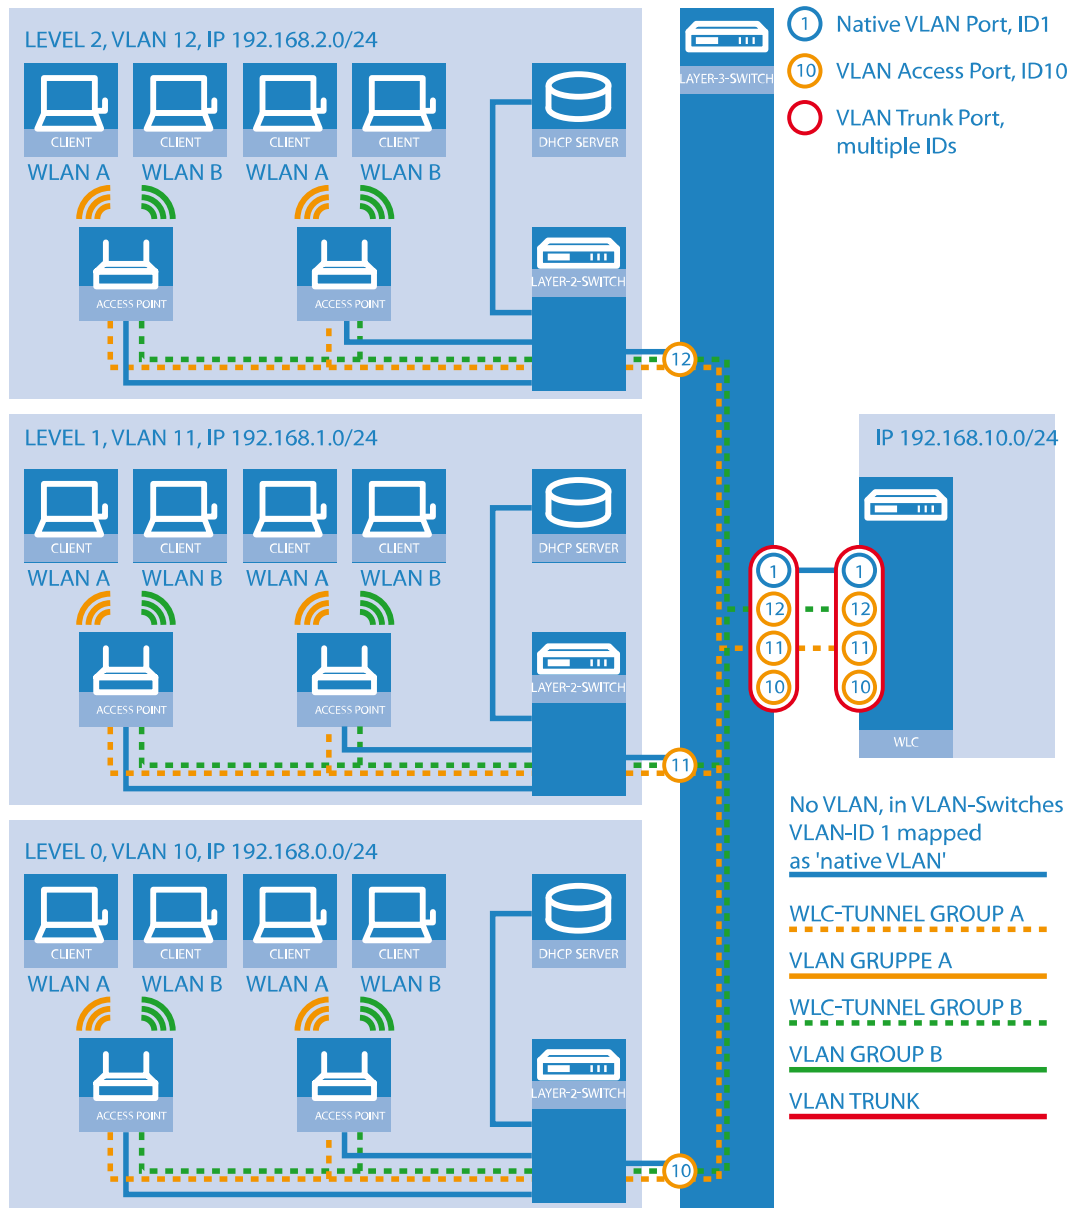 LEVEL 2, VLAN 12, IP 192.168.2.0/24
CLIENT CLIENT CLIENT CLIENT
DHCP SERVER
WLAN A WLAN B WLAN A WLAN B
ACCESS POINT ACCESS POINT
LAYER-2-SWITCH
12
LEVEL 1, VLAN 11, IP 192.168.1.0/24
CLIENT CLIENT CLIENT CLIENT
DHCP SERVER
WLAN A WLAN B WLAN A WLAN B
ACCESS POINT ACCESS POINT
LAYER-2-SWITCH
11
LEVEL 0, VLAN 10, IP 192.168.0.0/24
CLIENT CLIENT CLIENT CLIENT
DHCP SERVER
WLAN A WLAN B WLAN A WLAN B
ACCESS POINT ACCESS POINT
LAYER-2-SWITCH
10
LAYER-3-SWITCH
1 Native VLAN Port, ID1
10 VLAN Access Port, ID10
VLAN Trunk Port,
multiple IDs
IP 192.168.10.0/24
1 1
12 12
11 11
10 10
WLC
No VLAN, in VLAN-Switches
VLAN-ID 1 mapped
as 'native VLAN'
WLC-TUNNEL GROUP A
VLAN GRUPPE A
WLC-TUNNEL GROUP B
VLAN GROUP B
VLAN TRUNK